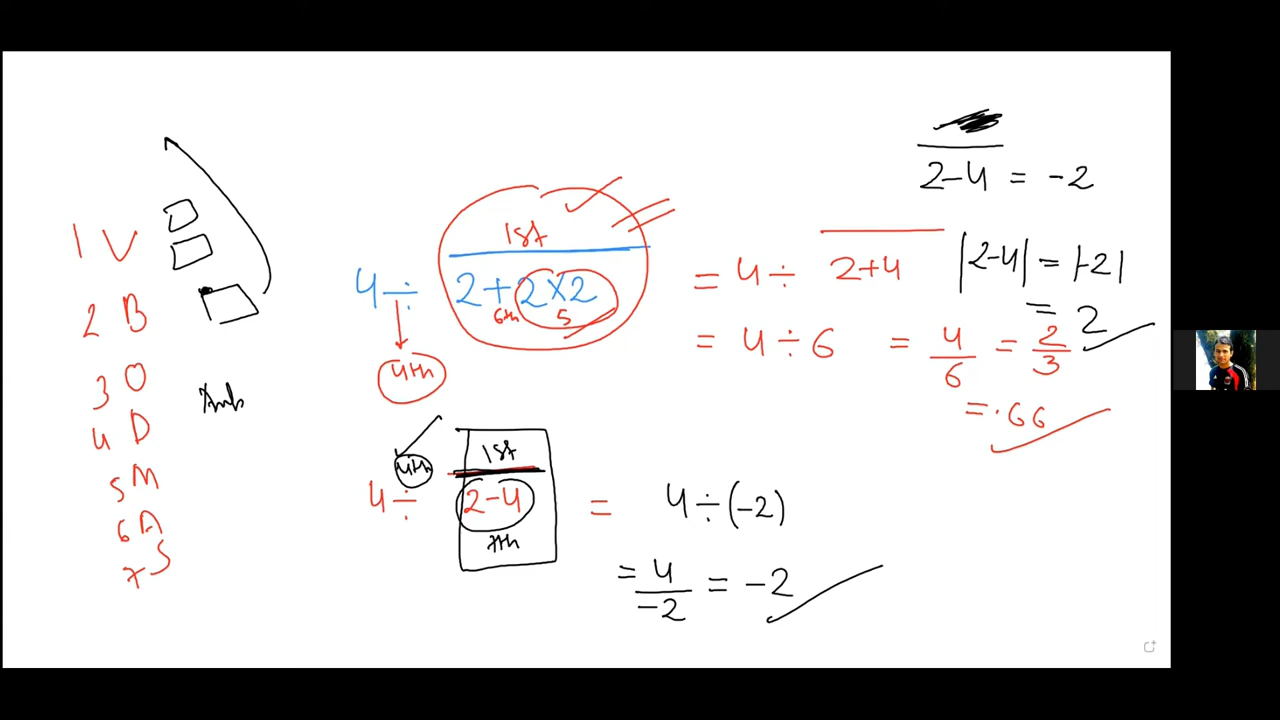 2-4 = -2
1 V
1st
4 ÷ 2+2×2 = 4 ÷ 2+4
6th 5
|2-4| = |-2|
= 2
2 B
4th
= 4÷6 = 4/6 = 2/3
= .66
3 O
4 D
4th 1st
4 ÷ 2-4 = 4÷(-2)
7th
5 M
6 A
7 S
= 4/-2 = -2